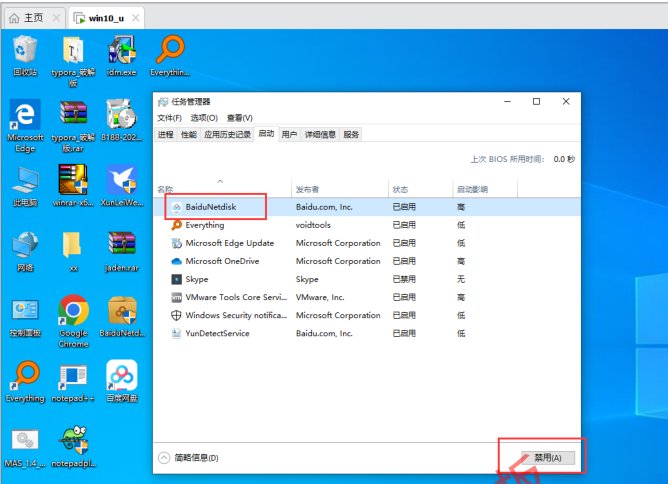 主页
win10_u
回收站
typora_破解版
idm.exe
Everythin...
Microsoft Edge
typora_破解版.rar
8188-202...
此电脑
winrar-x6...
XunLeiWe...
网络
xx
jaden.rar
控制面板
Google Chrome
BaiduNetd...
Everything
notepad++
百度网盘
MAS_1.4_...
notepadpl...
任务管理器
文件(F) 选项(O) 查看(V)
进程 性能 应用历史记录 启动 用户 详细信息 服务
上次 BIOS 所用时间: 0.0 秒
名称 发布者 状态 启动影响
BaiduNetdisk Baidu.com, Inc. 已启用 高
Everything voidtools 已启用 低
Microsoft Edge Update Microsoft Corporation 已启用 低
Microsoft OneDrive Microsoft Corporation 已启用 高
Skype Skype 已禁用 无
VMware Tools Core Servi... VMware, Inc. 已启用 高
Windows Security notifica... Microsoft Corporation 已启用 低
YunDetectService Baidu.com, Inc. 已启用 低
简略信息(D)
禁用(A)